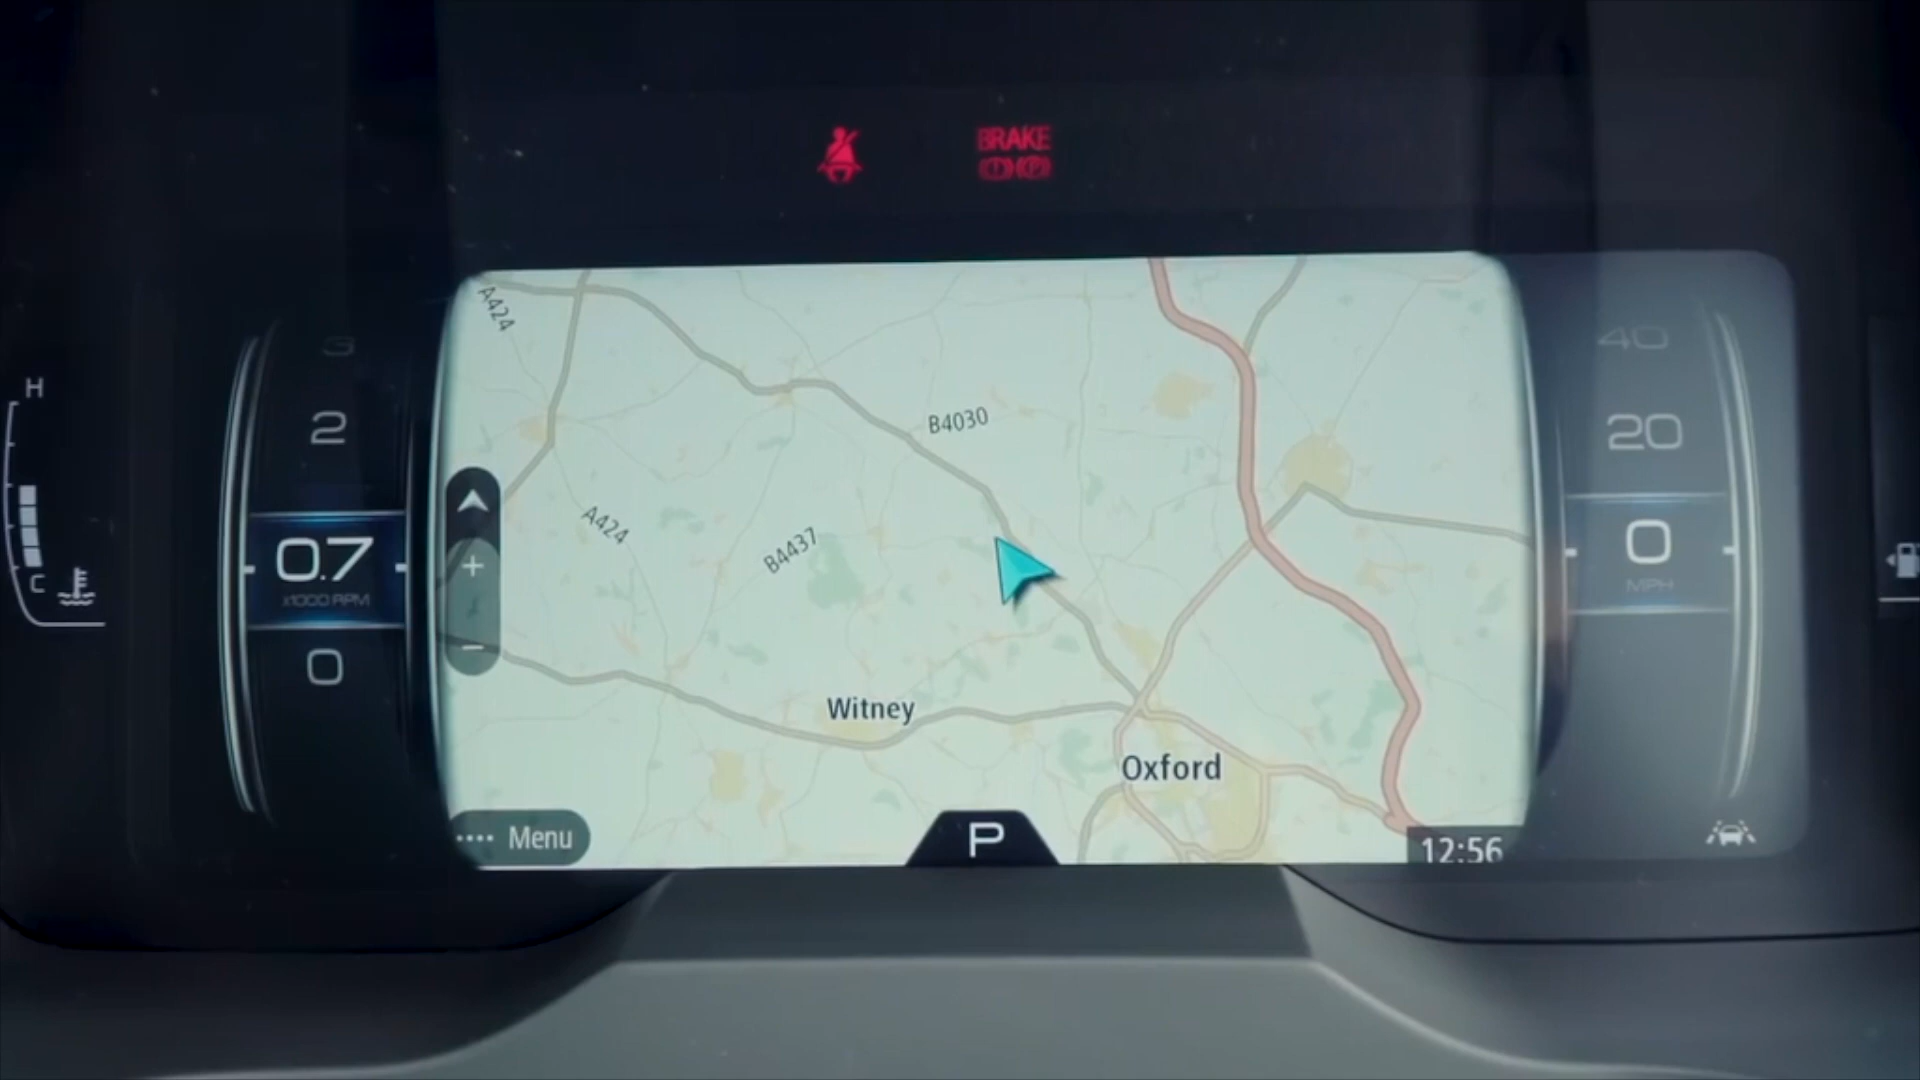 BRAKE
A424
3
40
H
2
B4030
20
A424
B4437
0.7
0
x1000 RPM
MPH
C
+
0
-
Witney
Oxford
Menu
P
12:56